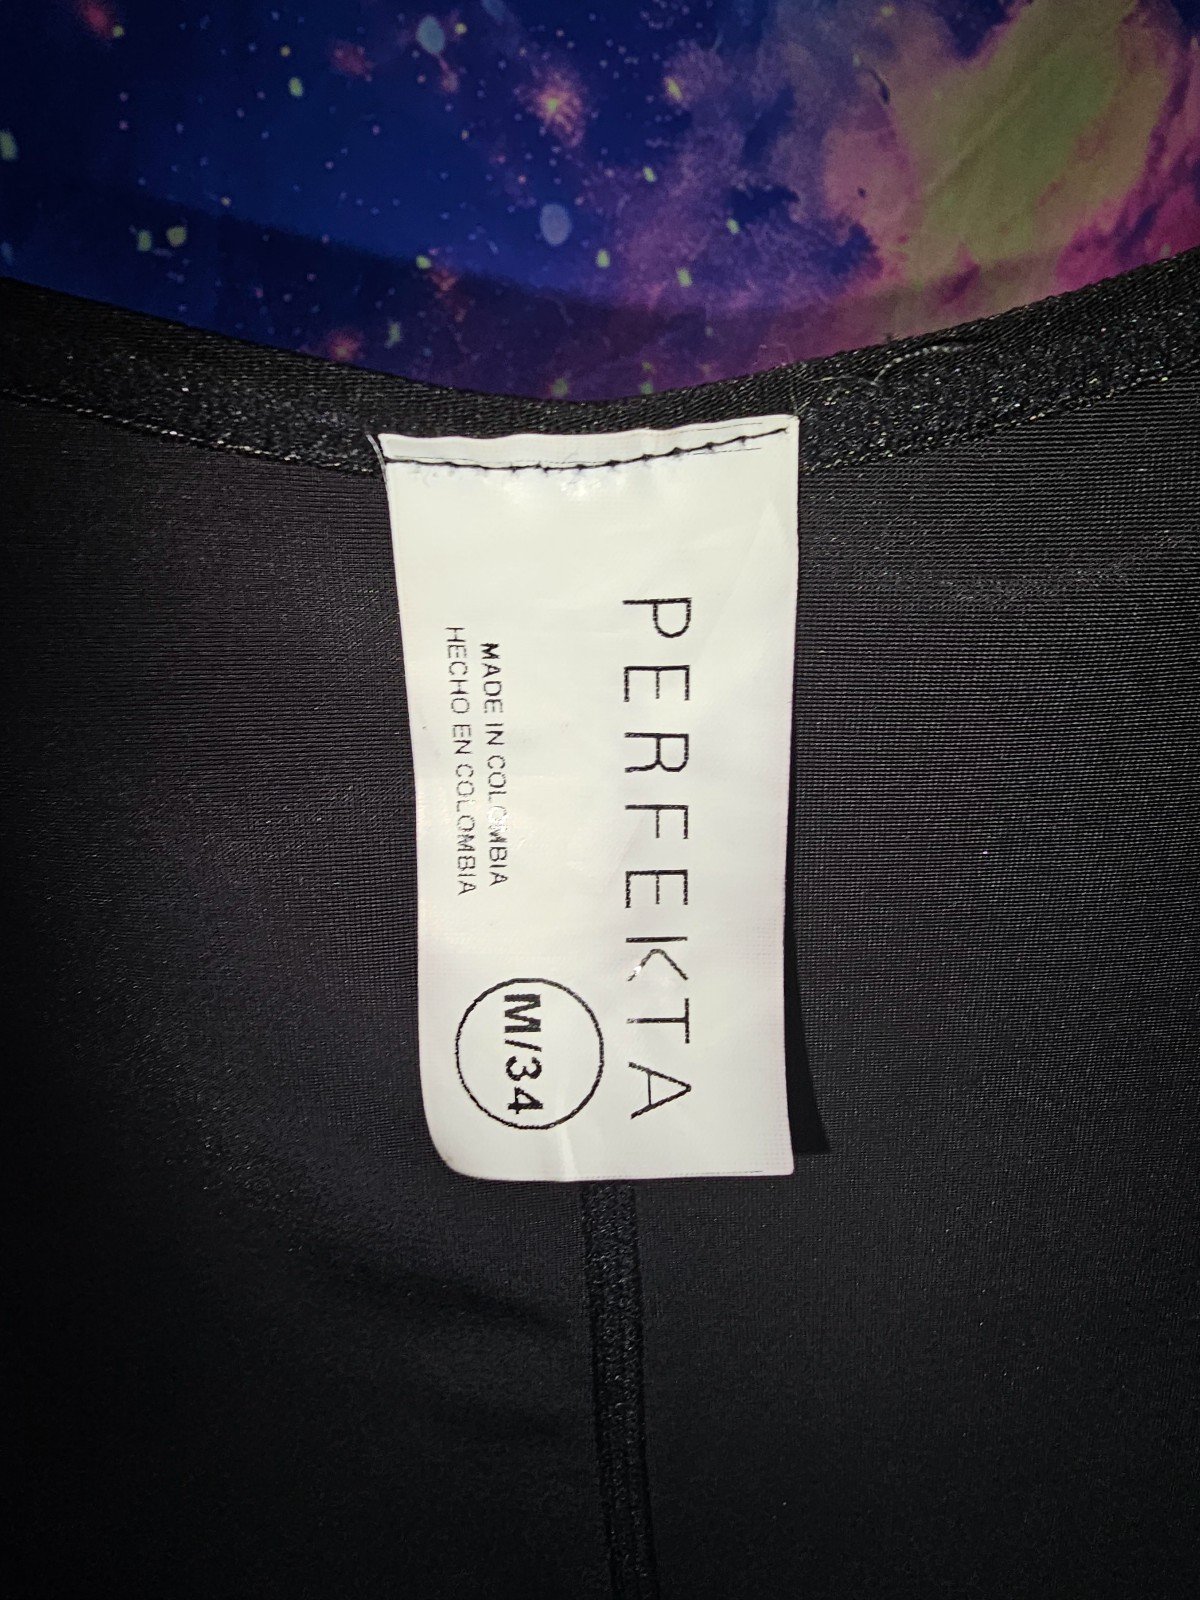 PERFEKTA
MADE IN COLOMBIA
HECHO EN COLOMBIA
M/34